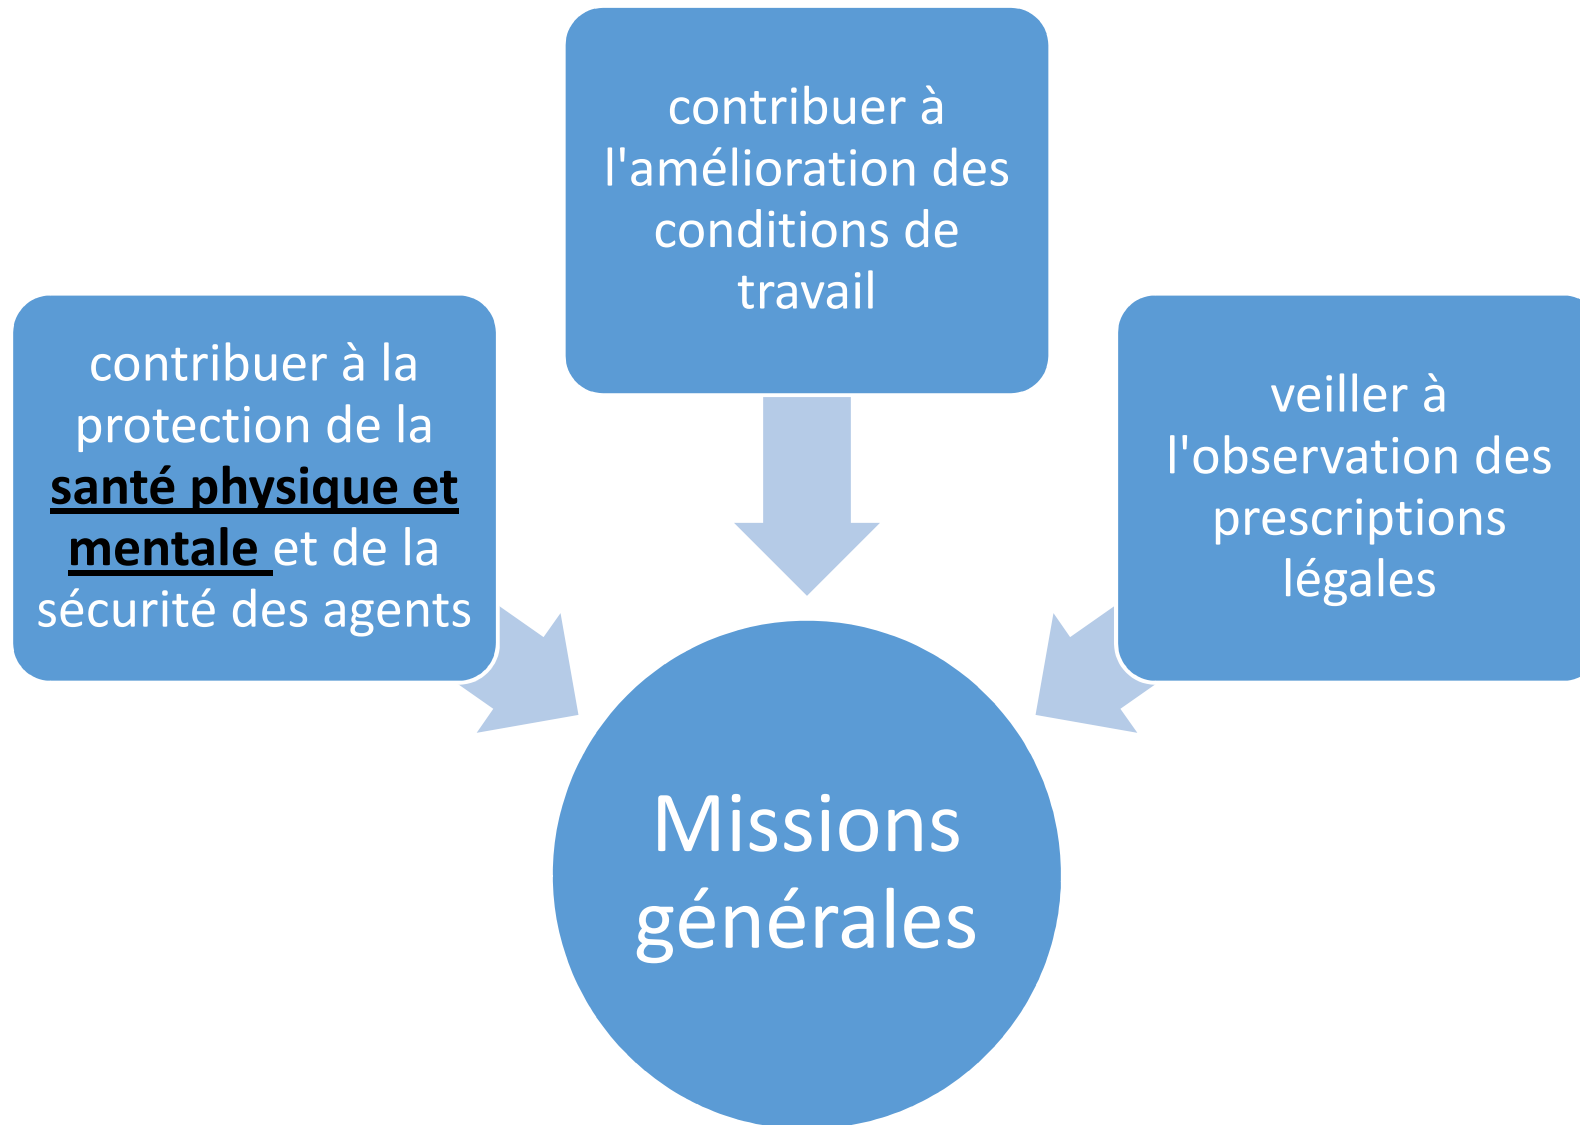 contribuer à
l'amélioration des
conditions de
travail
contribuer à la
protection de la
santé physique et
mentale et de la
sécurité des agents
veiller à
l'observation des
prescriptions
légales
Missions
générales